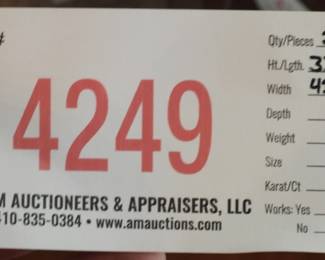 #
4249
M AUCTIONEERS & APPRAISERS, LLC
410-835-0384 • www.amauctions.com
Qty/Pieces
Ht./Lgth.
Width
Depth
Weight
Size
Karat/Ct
Works: Yes
No